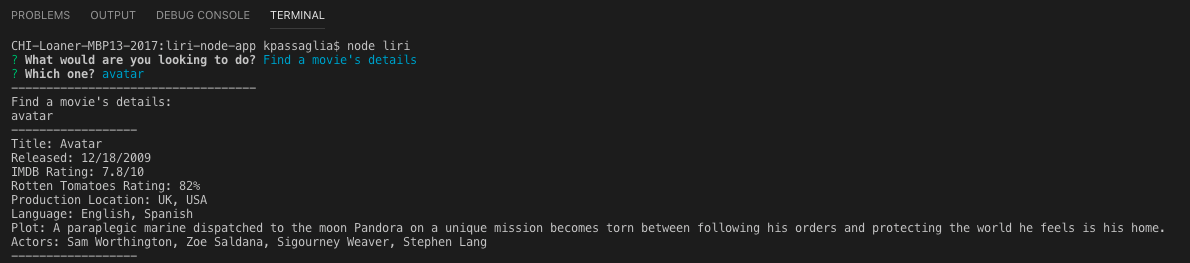 PROBLEMS OUTPUT DEBUG CONSOLE TERMINAL
CHI-Loaner-MBP13-2017:liri-node-app kpassaglia$ node liri
? What would are you looking to do? Find a movie's details
? Which one? avatar
-----------------------------------
Find a movie's details:
avatar
------------------
Title: Avatar
Released: 12/18/2009
IMDB Rating: 7.8/10
Rotten Tomatoes Rating: 82%
Production Location: UK, USA
Language: English, Spanish
Plot: A paraplegic marine dispatched to the moon Pandora on a unique mission becomes torn between following his orders and protecting the world he feels is his home.
Actors: Sam Worthington, Zoe Saldana, Sigourney Weaver, Stephen Lang
------------------